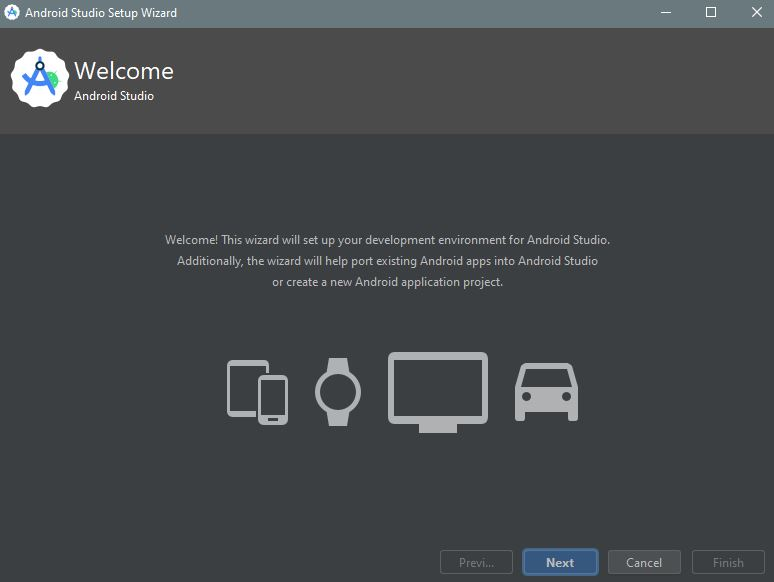 Android Studio Setup Wizard
Welcome
Android Studio
Welcome! This wizard will set up your development environment for Android Studio.
Additionally, the wizard will help port existing Android apps into Android Studio
or create a new Android application project.
Previ...
Next
Cancel
Finish